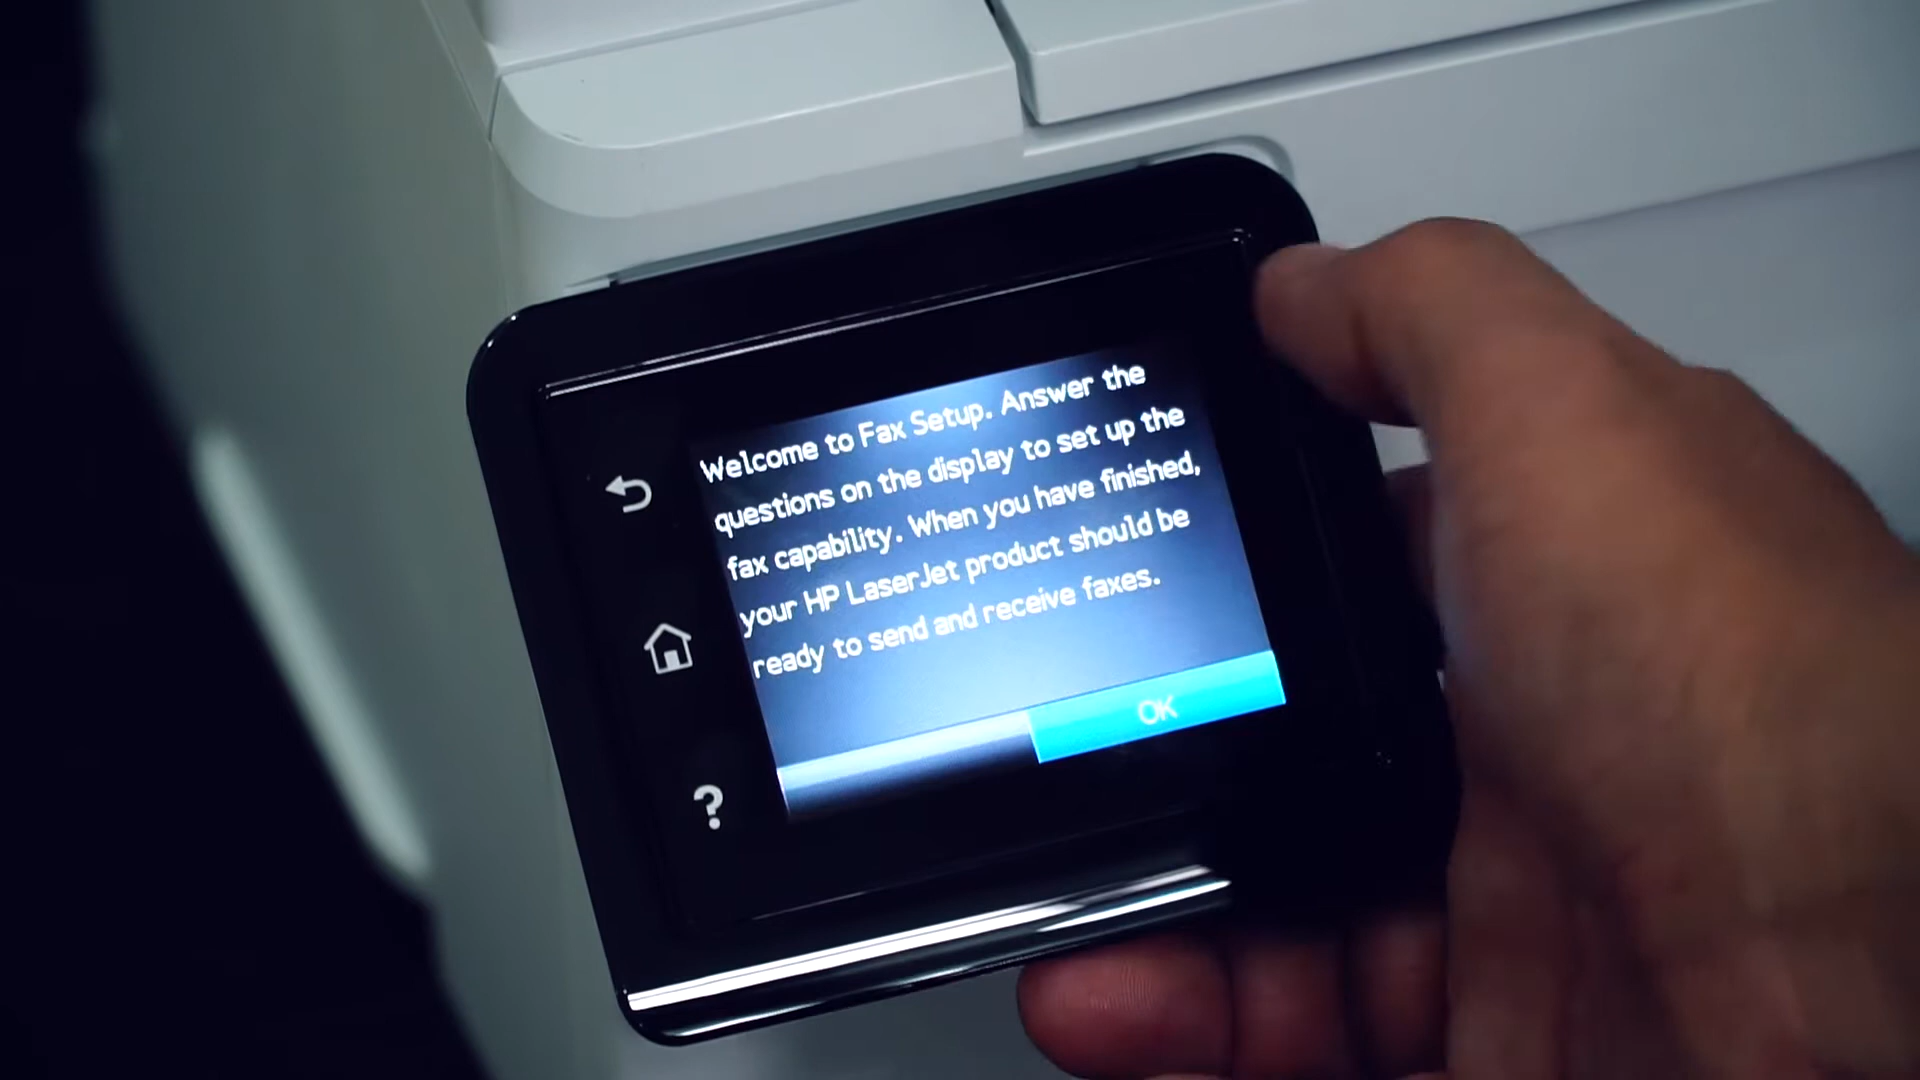 Welcome to Fax Setup. Answer the
questions on the display to set up the
fax capability. When you have finished,
your HP LaserJet product should be
ready to send and receive faxes.
OK
?